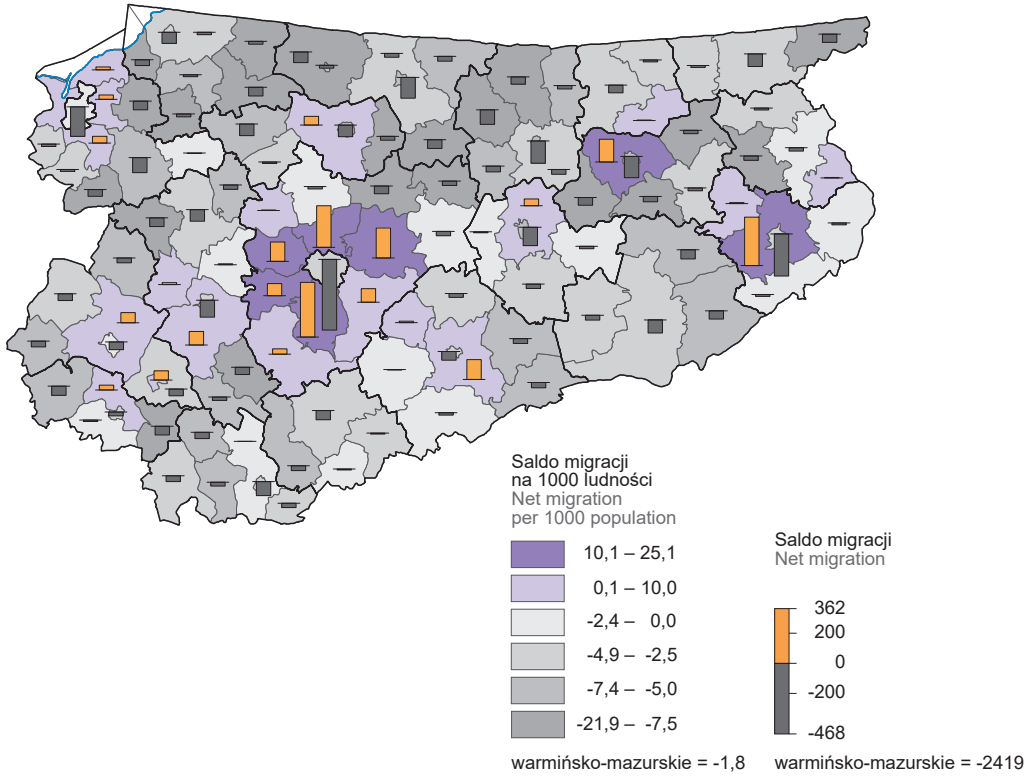 Saldo migracji
na 1000 ludności
Net migration
per 1000 population
10,1 – 25,1
0,1 – 10,0
-2,4 – 0,0
-4,9 – -2,5
-7,4 – -5,0
-21,9 – -7,5
warmińsko-mazurskie = -1,8
Saldo migracji
Net migration
362
200
0
-200
-468
warmińsko-mazurskie = -2419